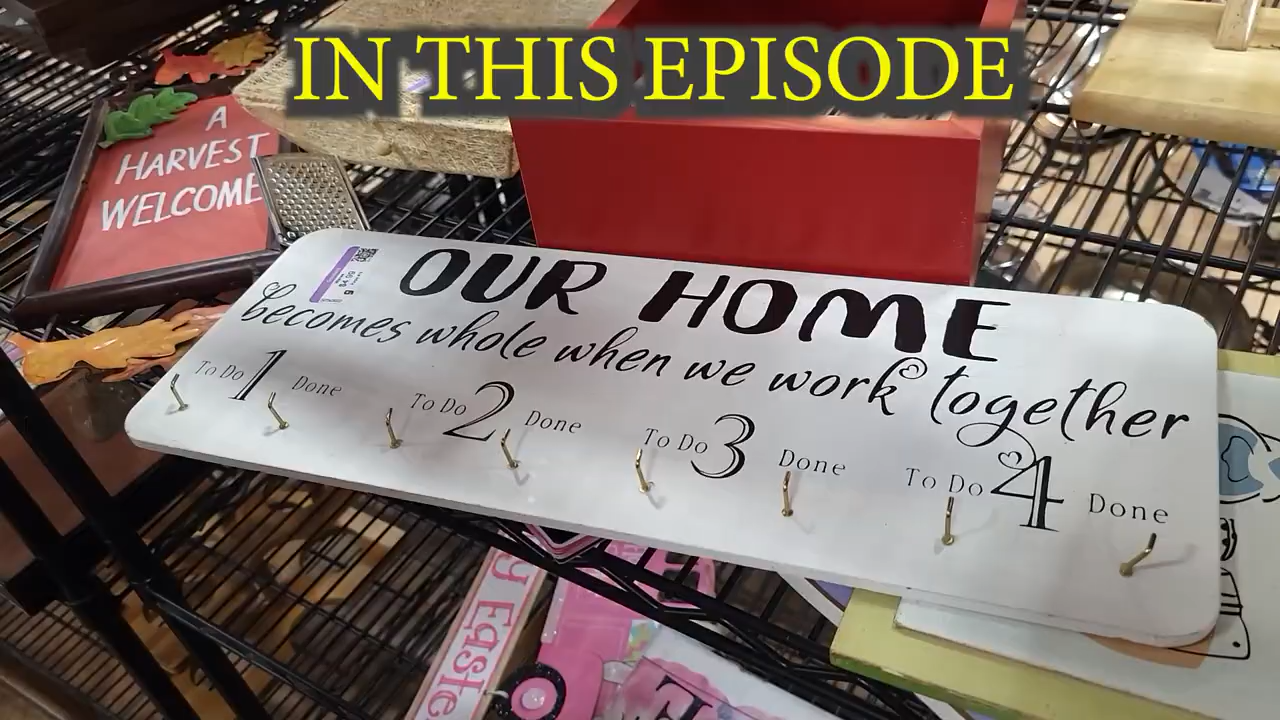 IN THIS EPISODE
A
HARVEST
WELCOME
OUR HOME
becomes whole when we work together
To Do 1 Done
To Do 2 Done
To Do 3 Done
To Do 4 Done